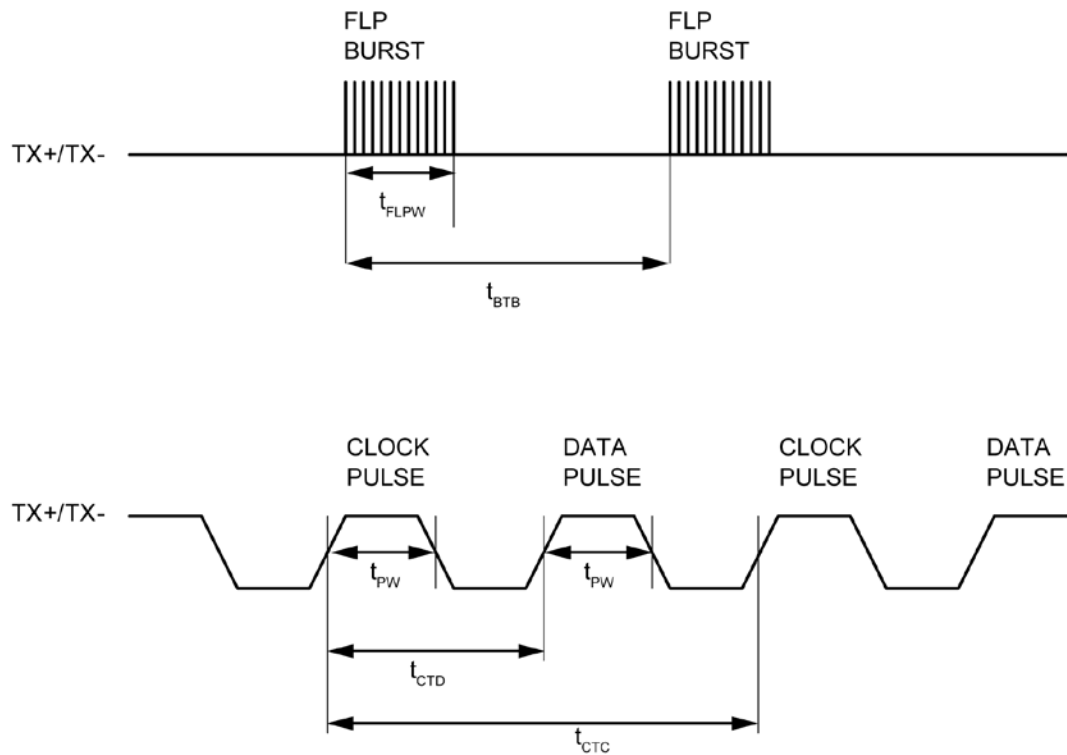 FLP
BURST
FLP
BURST
TX+/TX-
tFLPW
tBTB
CLOCK
PULSE
DATA
PULSE
CLOCK
PULSE
DATA
PULSE
TX+/TX-
tPW
tPW
tCTD
tCTC